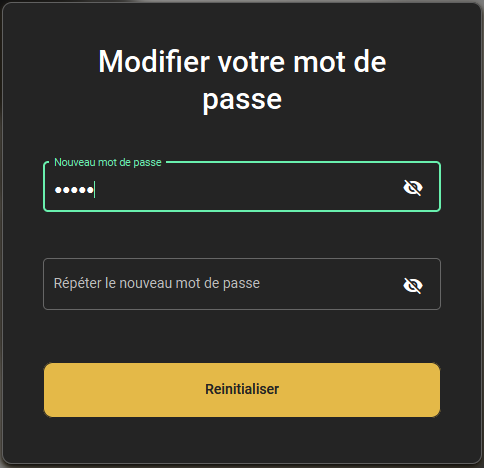 Modifier votre mot de
passe
Nouveau mot de passe
•••••
Répéter le nouveau mot de passe
Reinitialiser